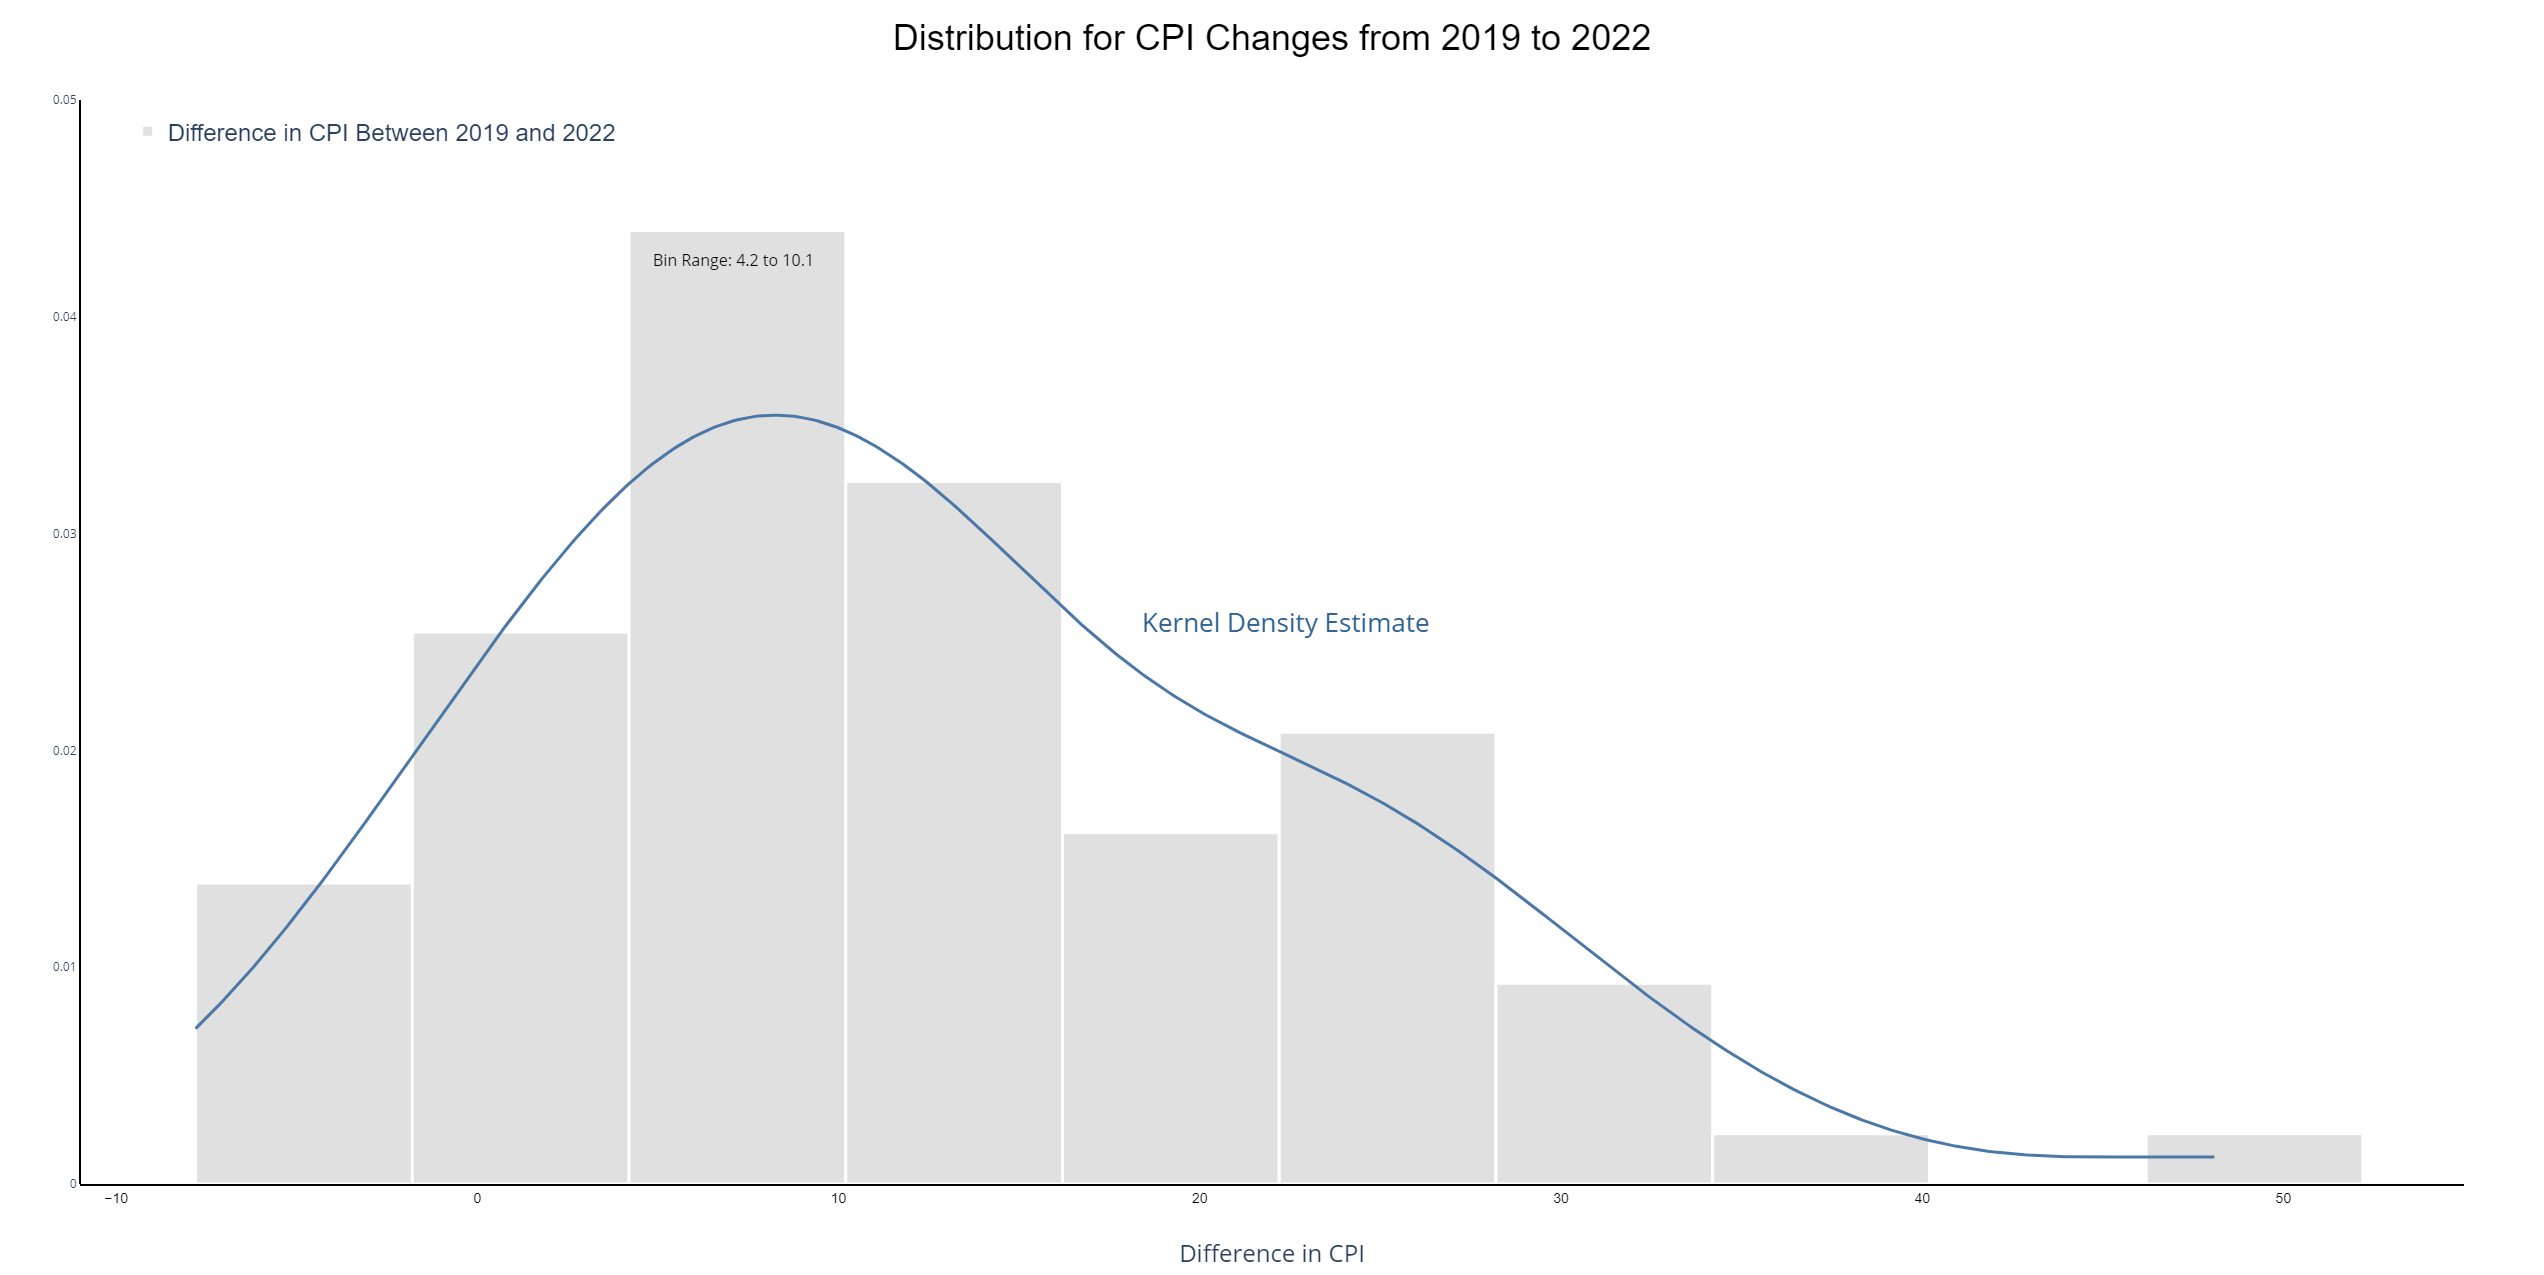 Distribution for CPI Changes from 2019 to 2022
0.05
Difference in CPI Between 2019 and 2022
Bin Range: 4.2 to 10.1
0.04
0.03
Kernel Density Estimate
0.02
0.01
0
−10 0 10 20 30 40 50
Difference in CPI